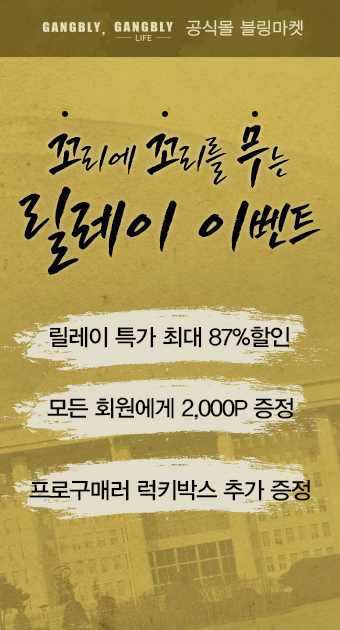 GANGBLY, GANGBLY LIFE 공식몰 블링마켓
꼬리에 꼬리를 무는
릴레이 이벤트
릴레이 특가 최대 87%할인
모든 회원에게 2,000P 증정
프로구매러 럭키박스 추가 증정